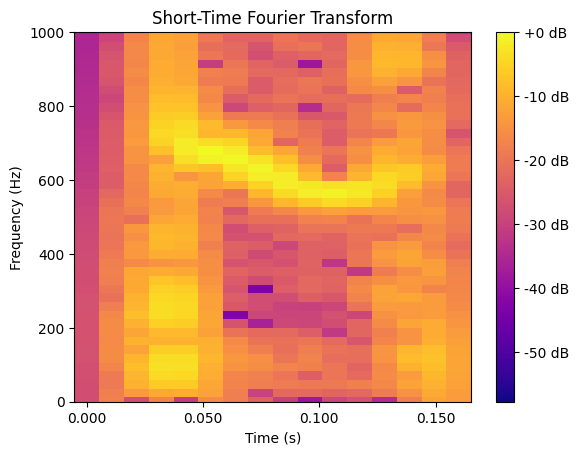 Short-Time Fourier Transform
1000
800
600
400
200
0
Frequency (Hz)
0.000
0.050
0.100
0.150
Time (s)
+0 dB
-10 dB
-20 dB
-30 dB
-40 dB
-50 dB